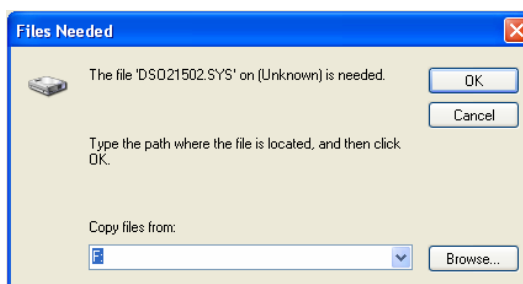 Files Needed
The file 'DSO21502.SYS' on (Unknown) is needed.
OK
Cancel
Type the path where the file is located, and then click
OK.
Copy files from:
F:
Browse...